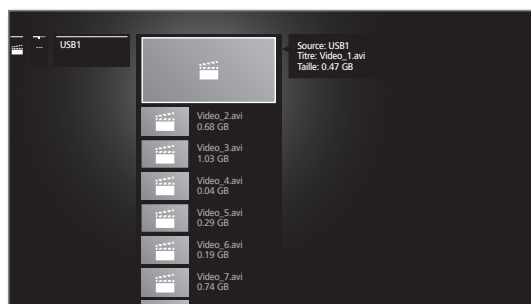 ...
USB1
Source: USB1
Titre: Video_1.avi
Taille: 0.47 GB
Video_2.avi
0.68 GB
Video_3.avi
1.03 GB
Video_4.avi
0.04 GB
Video_5.avi
0.29 GB
Video_6.avi
0.19 GB
Video_7.avi
0.74 GB